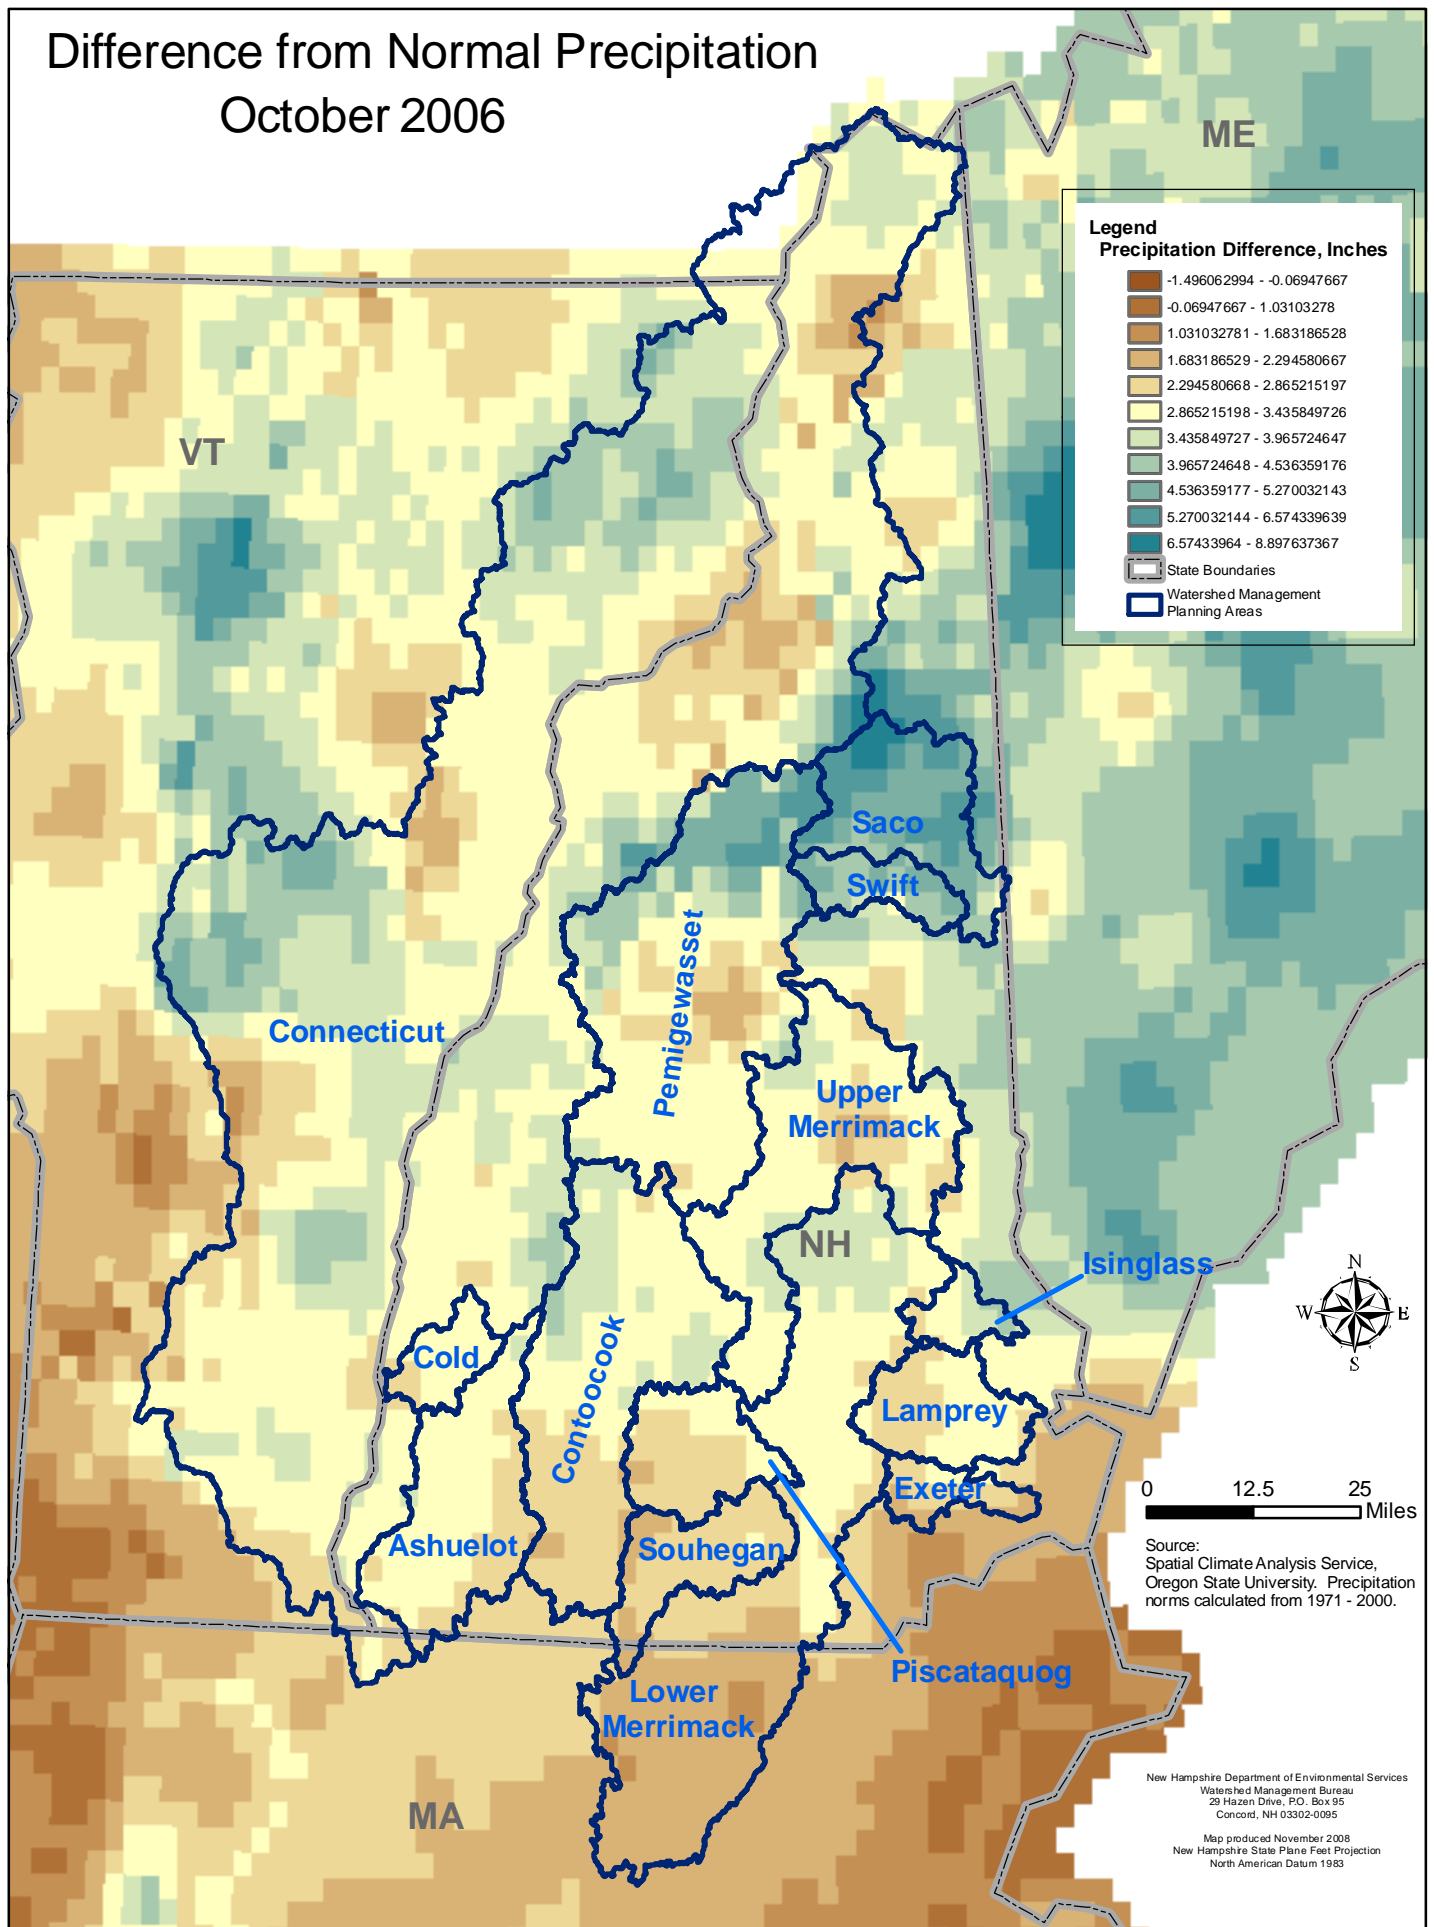 Difference from Normal Precipitation
October 2006
ME
Legend
Precipitation Difference, Inches
-1.496062994 - -0.06947667
-0.06947667 - 1.03103278
1.031032781 - 1.683186528
1.683186529 - 2.294580667
2.294580668 - 2.865215197
2.865215198 - 3.435849726
3.435849727 - 3.965724647
3.965724648 - 4.536359176
4.536359177 - 5.270032143
5.270032144 - 6.574339639
6.57433964 - 8.897637367
State Boundaries
Watershed Management
Planning Areas
VT
Saco
Swift
Pemigewasset
Connecticut
Upper
Merrimack
NH
Isinglass
N
W E
S
Cold
Contoocook
Lamprey
Exeter
0 12.5 25
Miles
Ashuelot
Souhegan
Source:
Spatial Climate Analysis Service,
Oregon State University. Precipitation
norms calculated from 1971 - 2000.
Piscataquog
Lower
Merrimack
MA
New Hampshire Department of Environmental Services
Watershed Management Bureau
29 Hazen Drive, P.O. Box 95
Concord, NH 03302-0095
Map produced November 2008
New Hampshire State Plane Feet Projection
North American Datum 1983